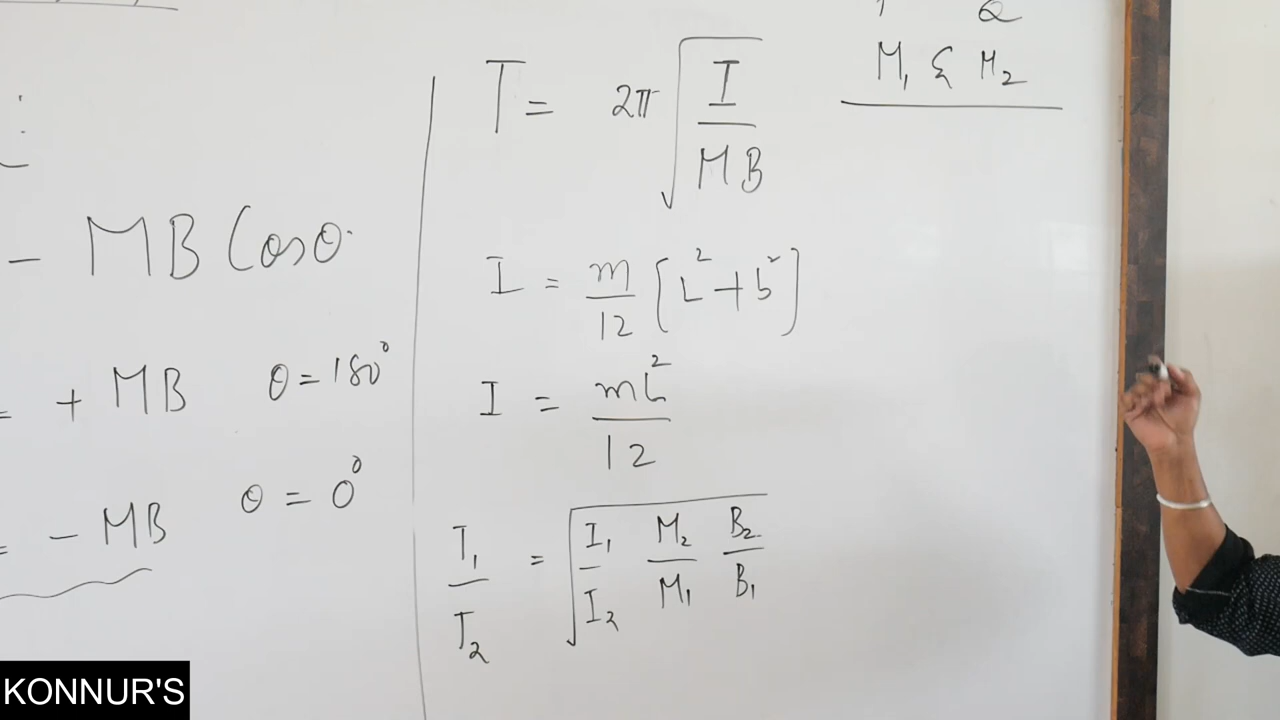 - MB Cosθ
= + MB θ = 180°
= - MB θ = 0°
T = 2π √(I / MB)
I = m/12 [L² + b²]
I = mL²/12
T₁/T₂ = √(I₁/I₂ M₂/M₁ B₂/B₁)
2
M₁ & M₂
KONNUR'S